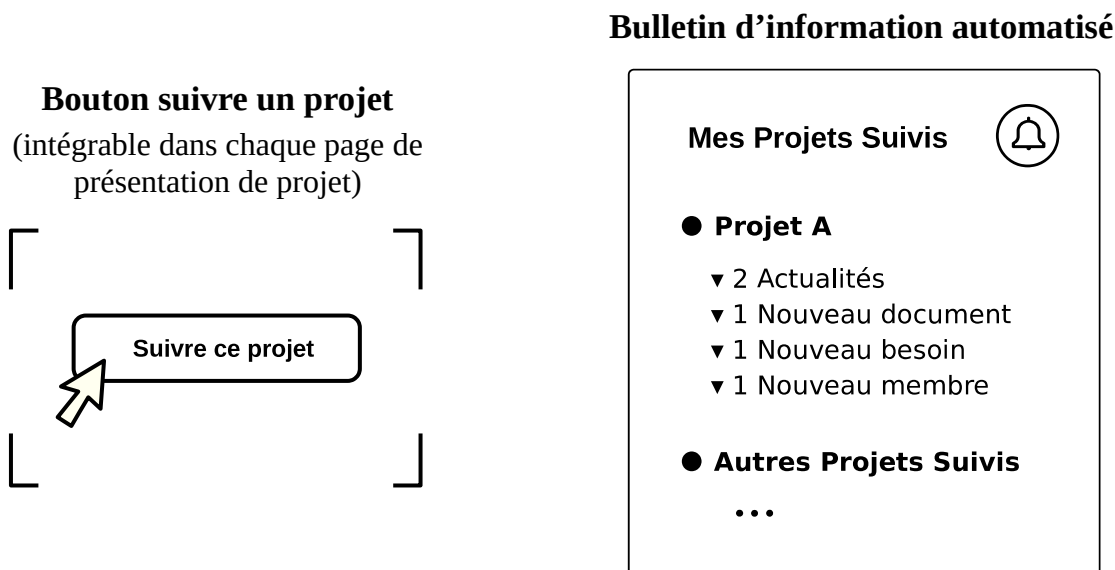 Bouton suivre un projet
(intégrable dans chaque page de
présentation de projet)
Suivre ce projet
Bulletin d’information automatisé
Mes Projets Suivis
Projet A
2 Actualités
1 Nouveau document
1 Nouveau besoin
1 Nouveau membre
Autres Projets Suivis
...